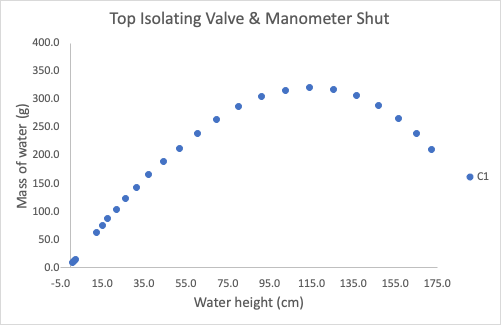 Top Isolating Valve & Manometer Shut
400.0
350.0
300.0
250.0
200.0
150.0
100.0
50.0
0.0
Mass of water (g)
-5.0 15.0 35.0 55.0 75.0 95.0 115.0 135.0 155.0 175.0
Water height (cm)
C1